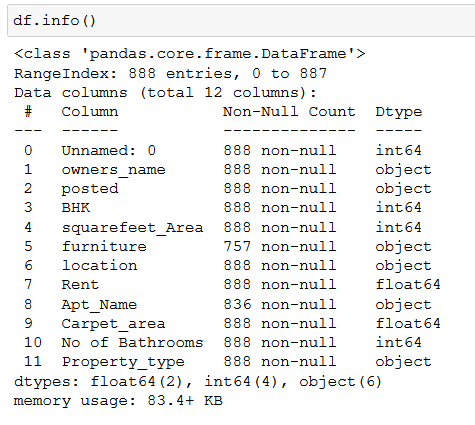 df.info()
<class 'pandas.core.frame.DataFrame'>
RangeIndex: 888 entries, 0 to 887
Data columns (total 12 columns):
 #   Column           Non-Null Count  Dtype
---  ------           --------------  -----
 0   Unnamed: 0       888 non-null    int64
 1   owners_name      888 non-null    object
 2   posted           888 non-null    object
 3   BHK              888 non-null    int64
 4   squarefeet_Area  888 non-null    int64
 5   furniture        757 non-null    object
 6   location         888 non-null    object
 7   Rent             888 non-null    float64
 8   Apt_Name         836 non-null    object
 9   Carpet_area      888 non-null    float64
 10  No of Bathrooms  888 non-null    int64
 11  Property_type    888 non-null    object
dtypes: float64(2), int64(4), object(6)
memory usage: 83.4+ KB